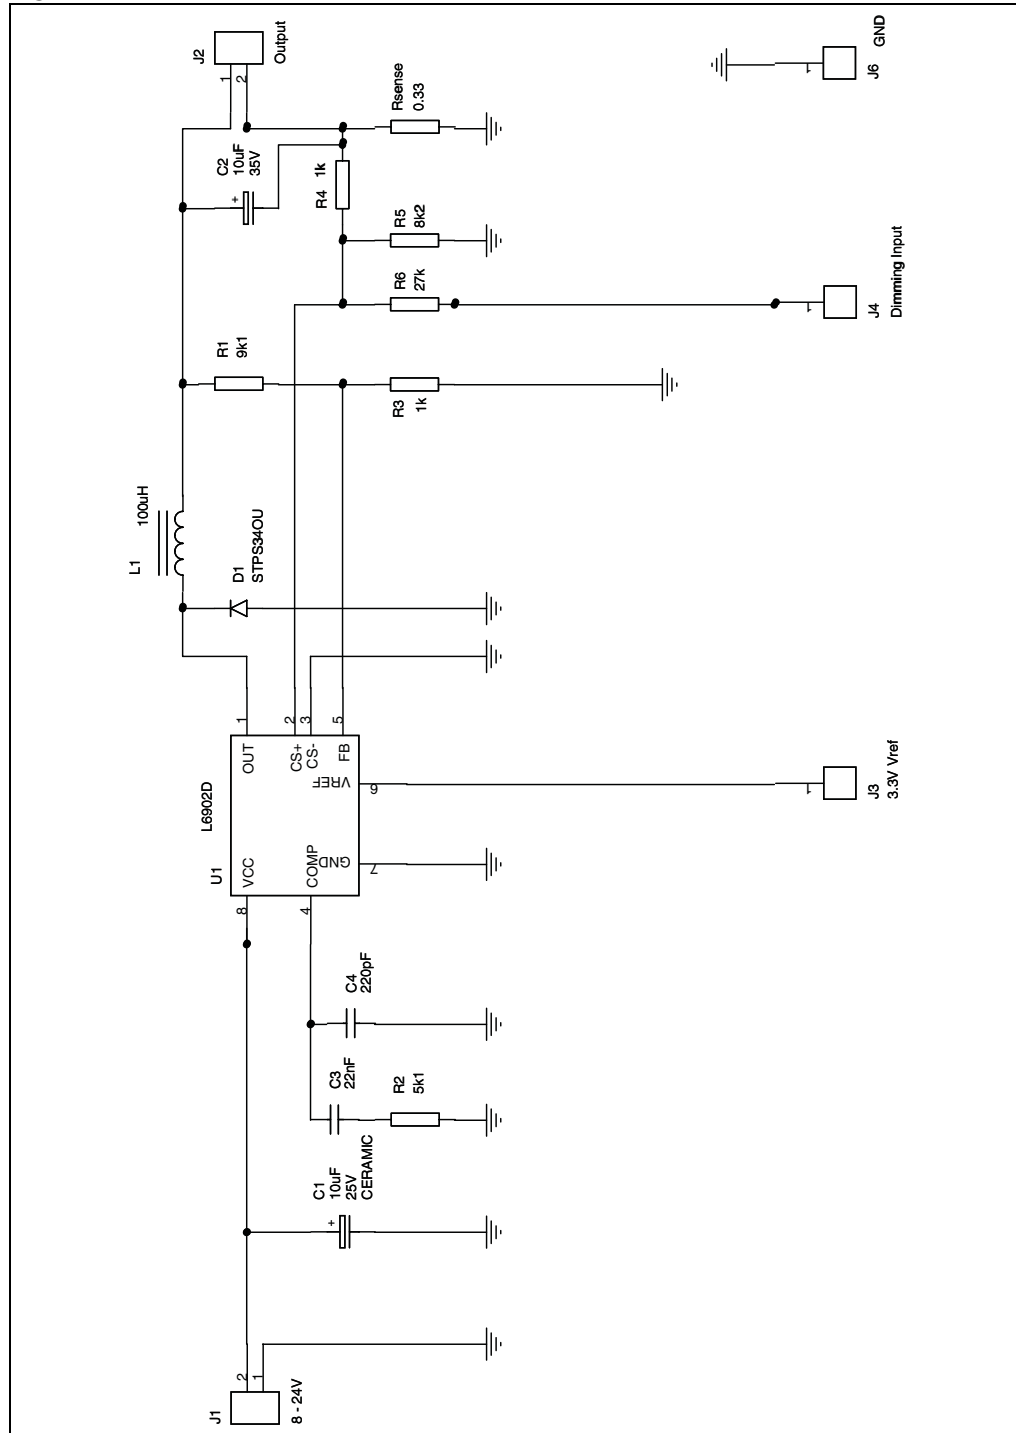 J1
8 - 24V
2
1
C1
10uF
25V
CERAMIC
C3
22nF
R2
5k1
C4
220pF
U1
L6902D
VCC
8
COMP
4
GND
7
VREF
6
OUT
1
CS+
2
CS-
3
FB
5
J3
3.3V Vref
1
D1
STPS34OU
L1
100uH
R1
9k1
R3
1k
R6
27k
R5
8k2
R4
1k
C2
10uF
35V
Rsense
0.33
J2
Output
1
2
J4
Dimming Input
1
J6
GND
1
+
+